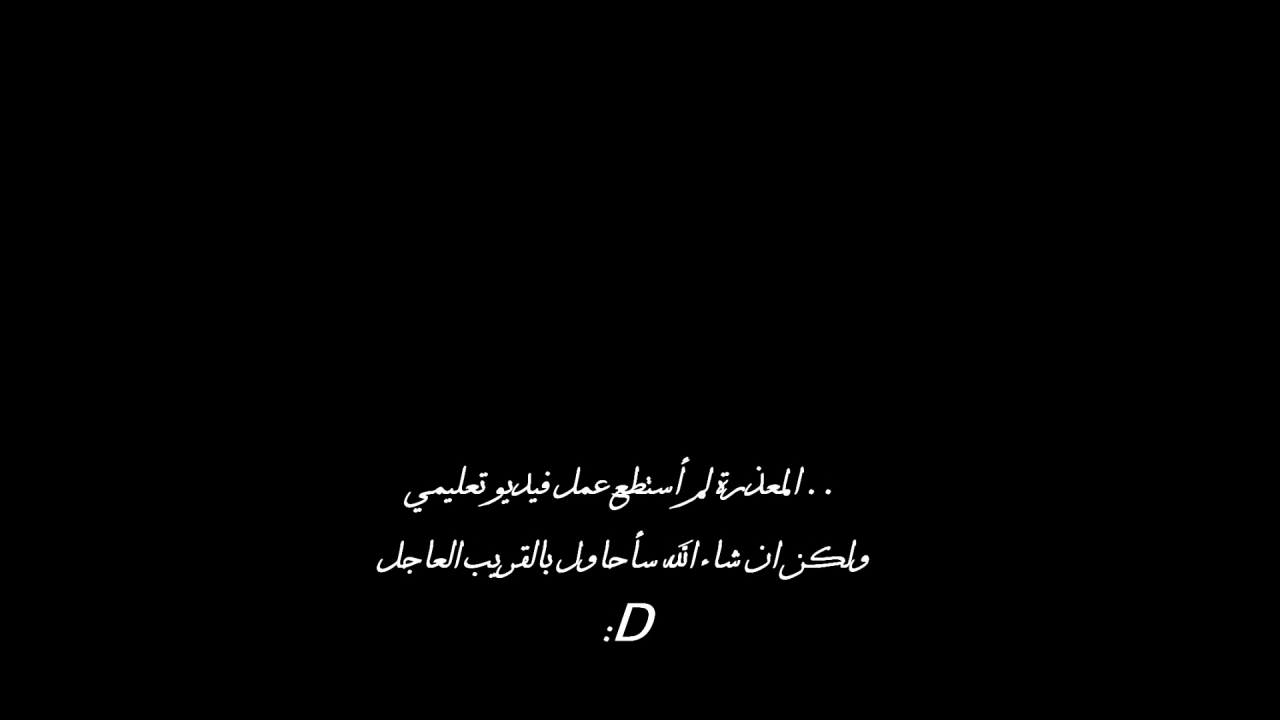 .. المعذرة لم أستطع عمل فيديو تعليمي
ولكن ان شاء الله سأحاول بالقريب العاجل
:D